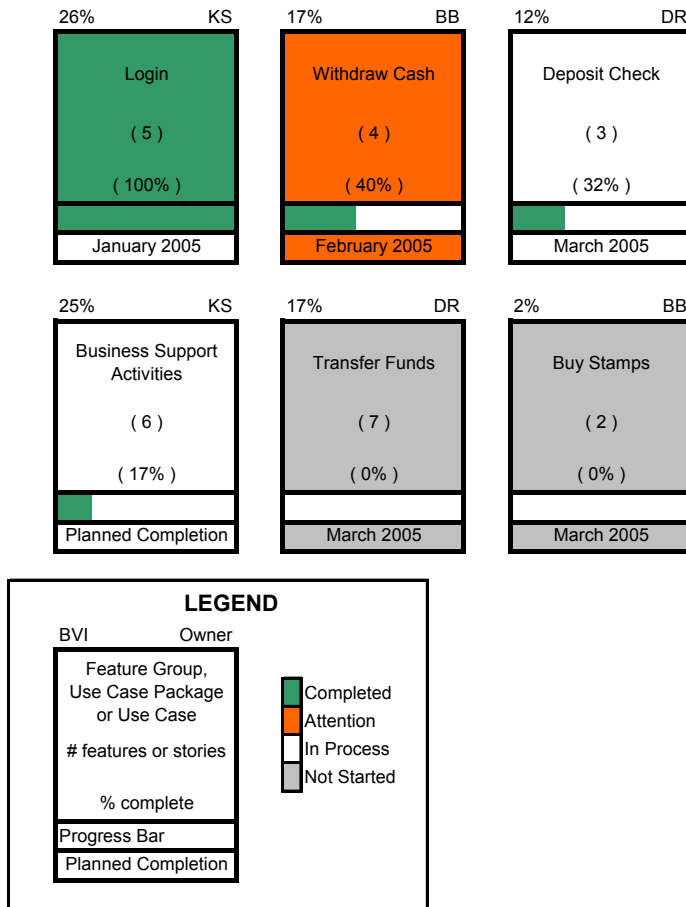 26% KS
Login
( 5 )
( 100% )
January 2005
17% BB
Withdraw Cash
( 4 )
( 40% )
February 2005
12% DR
Deposit Check
( 3 )
( 32% )
March 2005
25% KS
Business Support
Activities
( 6 )
( 17% )
Planned Completion
17% DR
Transfer Funds
( 7 )
( 0% )
March 2005
2% BB
Buy Stamps
( 2 )
( 0% )
March 2005
LEGEND
BVI Owner
Feature Group,
Use Case Package
or Use Case
# features or stories
% complete
Progress Bar
Planned Completion
Completed
Attention
In Process
Not Started